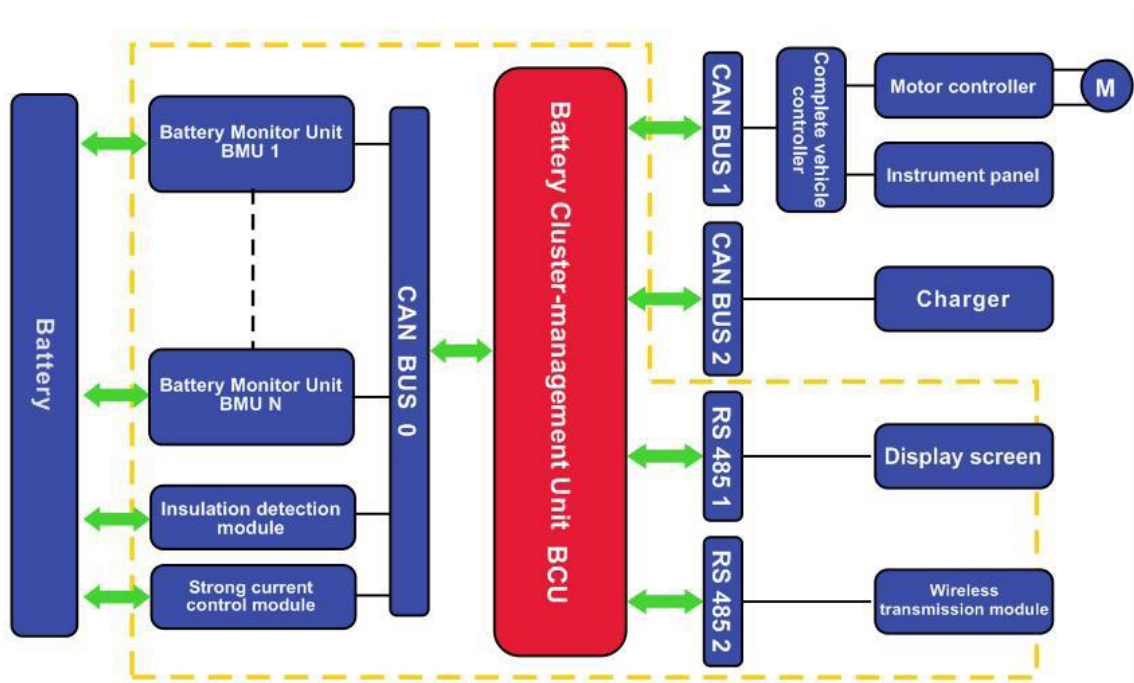 Battery
Battery Monitor Unit
BMU 1
Battery Monitor Unit
BMU N
Insulation detection
module
Strong current
control module
CAN BUS 0
Battery Cluster-management Unit BCU
CAN BUS 1
CAN BUS 2
RS 485 1
RS 485 2
Complete vehicle
controller
Motor controller
M
Instrument panel
Charger
Display screen
Wireless
transmission module